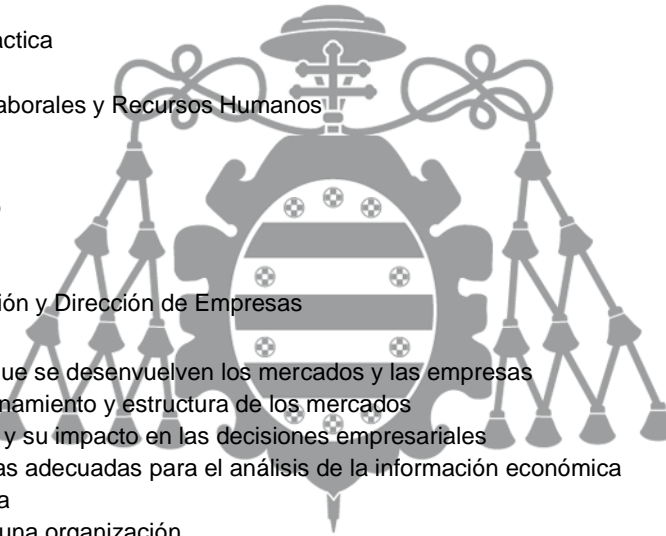 áctica
aborales y Recursos Humanos
ión y Dirección de Empresas
que se desenvuelven los mercados y las empresas
namiento y estructura de los mercados
y su impacto en las decisiones empresariales
as adecuadas para el análisis de la información económica
a
una organización